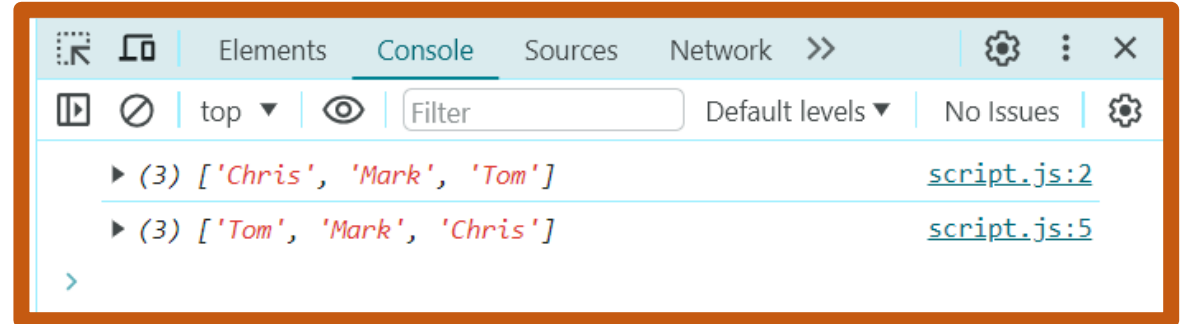 Elements Console Sources Network
top Filter Default levels No Issues
(3) ['Chris', 'Mark', 'Tom'] script.js:2
(3) ['Tom', 'Mark', 'Chris'] script.js:5